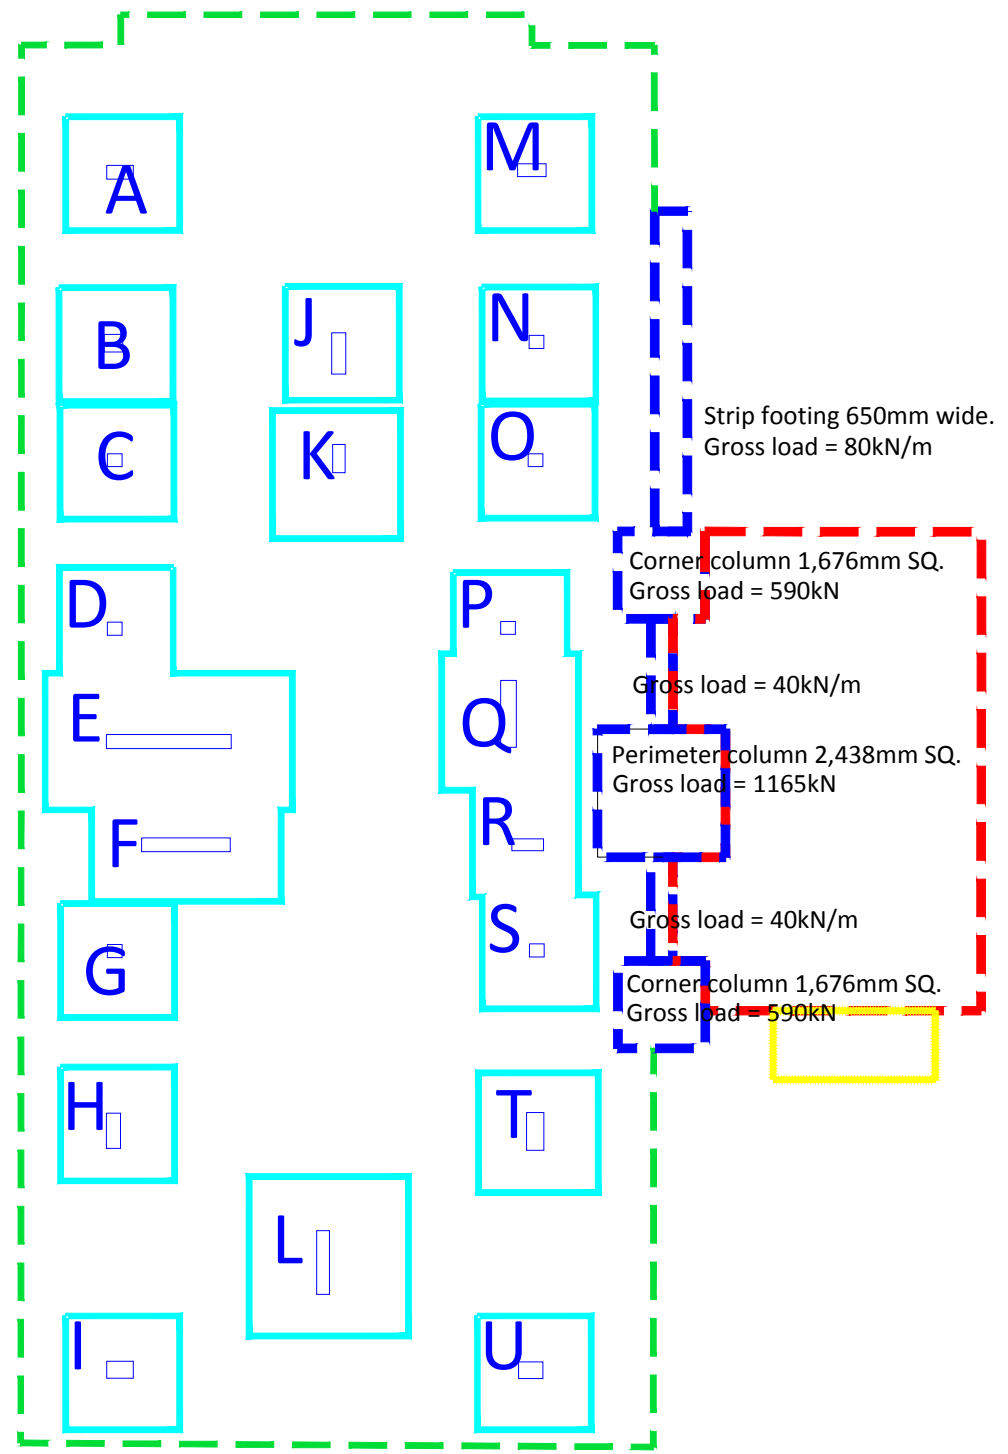 A
M
B
J
N
C
K
O
Strip footing 650mm wide.
Gross load = 80kN/m
Corner column 1,676mm SQ.
Gross load = 590kN
D
P
E
Q
Gross load = 40kN/m
Perimeter column 2,438mm SQ.
Gross load = 1165kN
F
R
G
S
Gross load = 40kN/m
Corner column 1,676mm SQ.
Gross load = 590kN
H
T
L
I
U